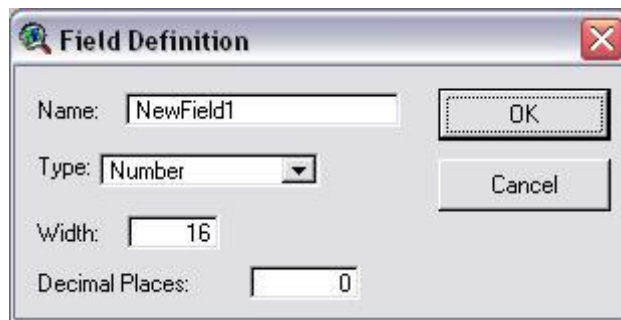 Field Definition
Name: NewField1
OK
Type: Number
Cancel
Width: 16
Decimal Places: 0